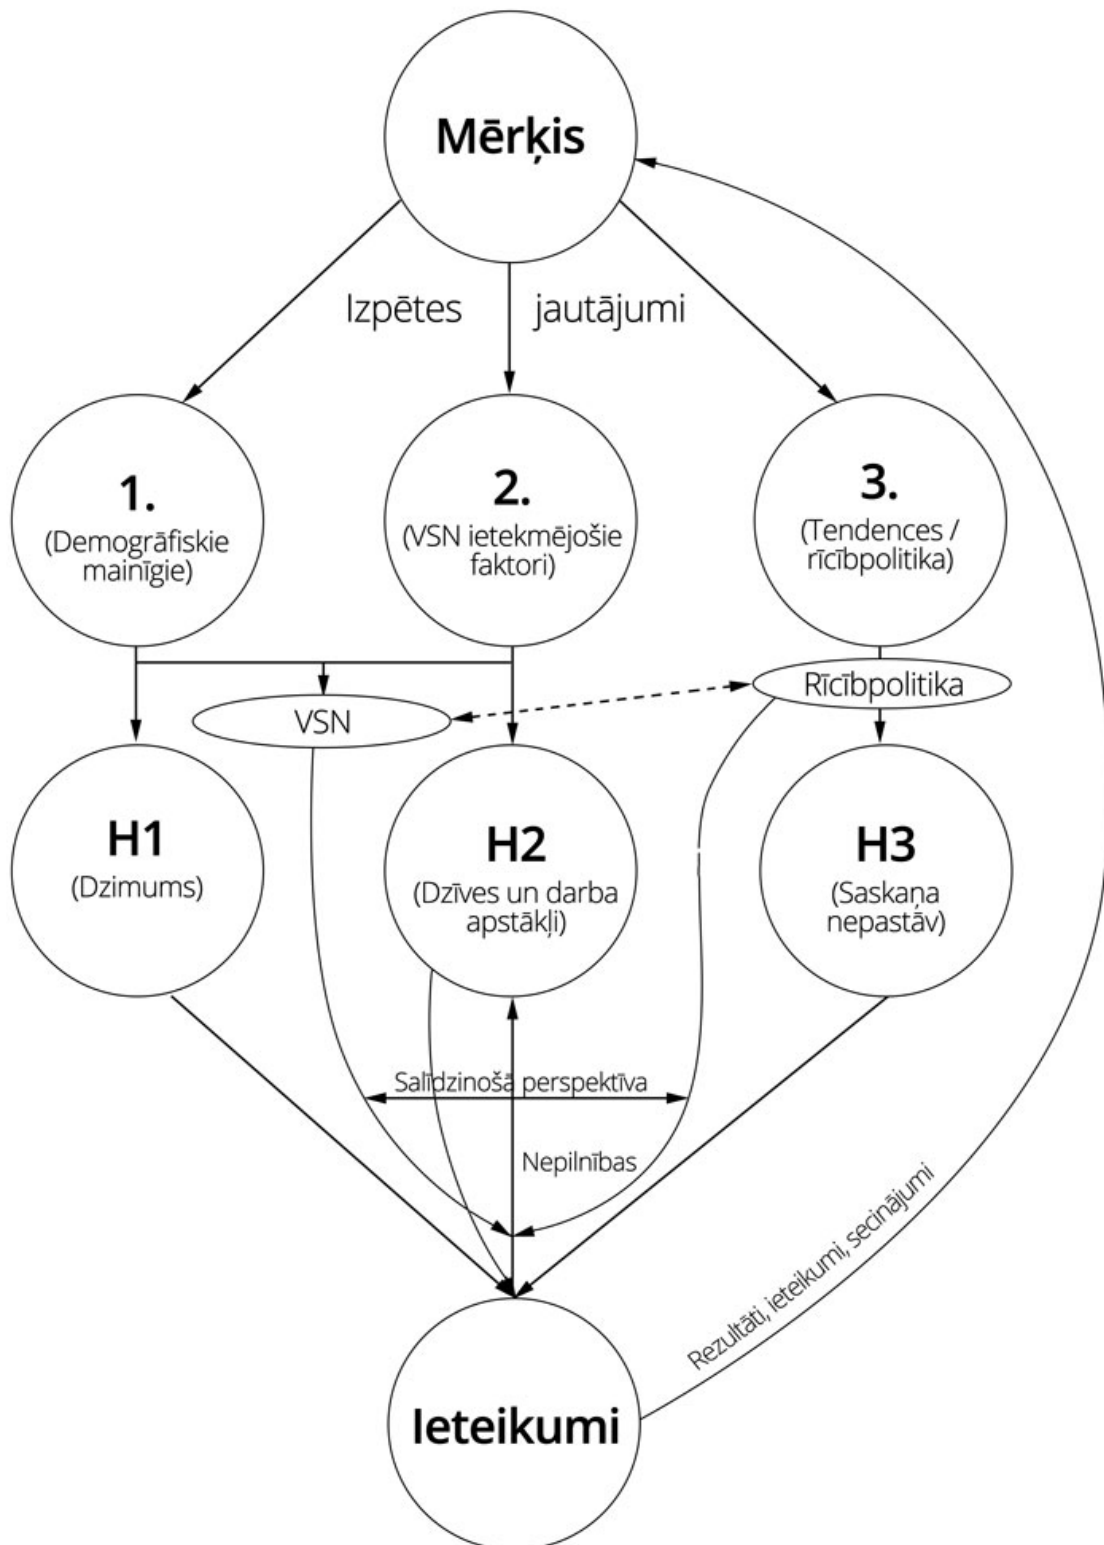 Mērķis
Izpētes jautājumi
1.
(Demogrāfiskie
mainīgie)
2.
(VSN ietekmējošie
faktori)
3.
(Tendences /
rīcībpolitika)
VSN
Rīcībpolitika
H1
(Dzimums)
H2
(Dzīves un darba
apstākļi)
H3
(Saskaņa
nepastāv)
Salīdzinošā perspektīva
Nepilnības
Rezultāti, ieteikumi, secinājumi
Ieteikumi